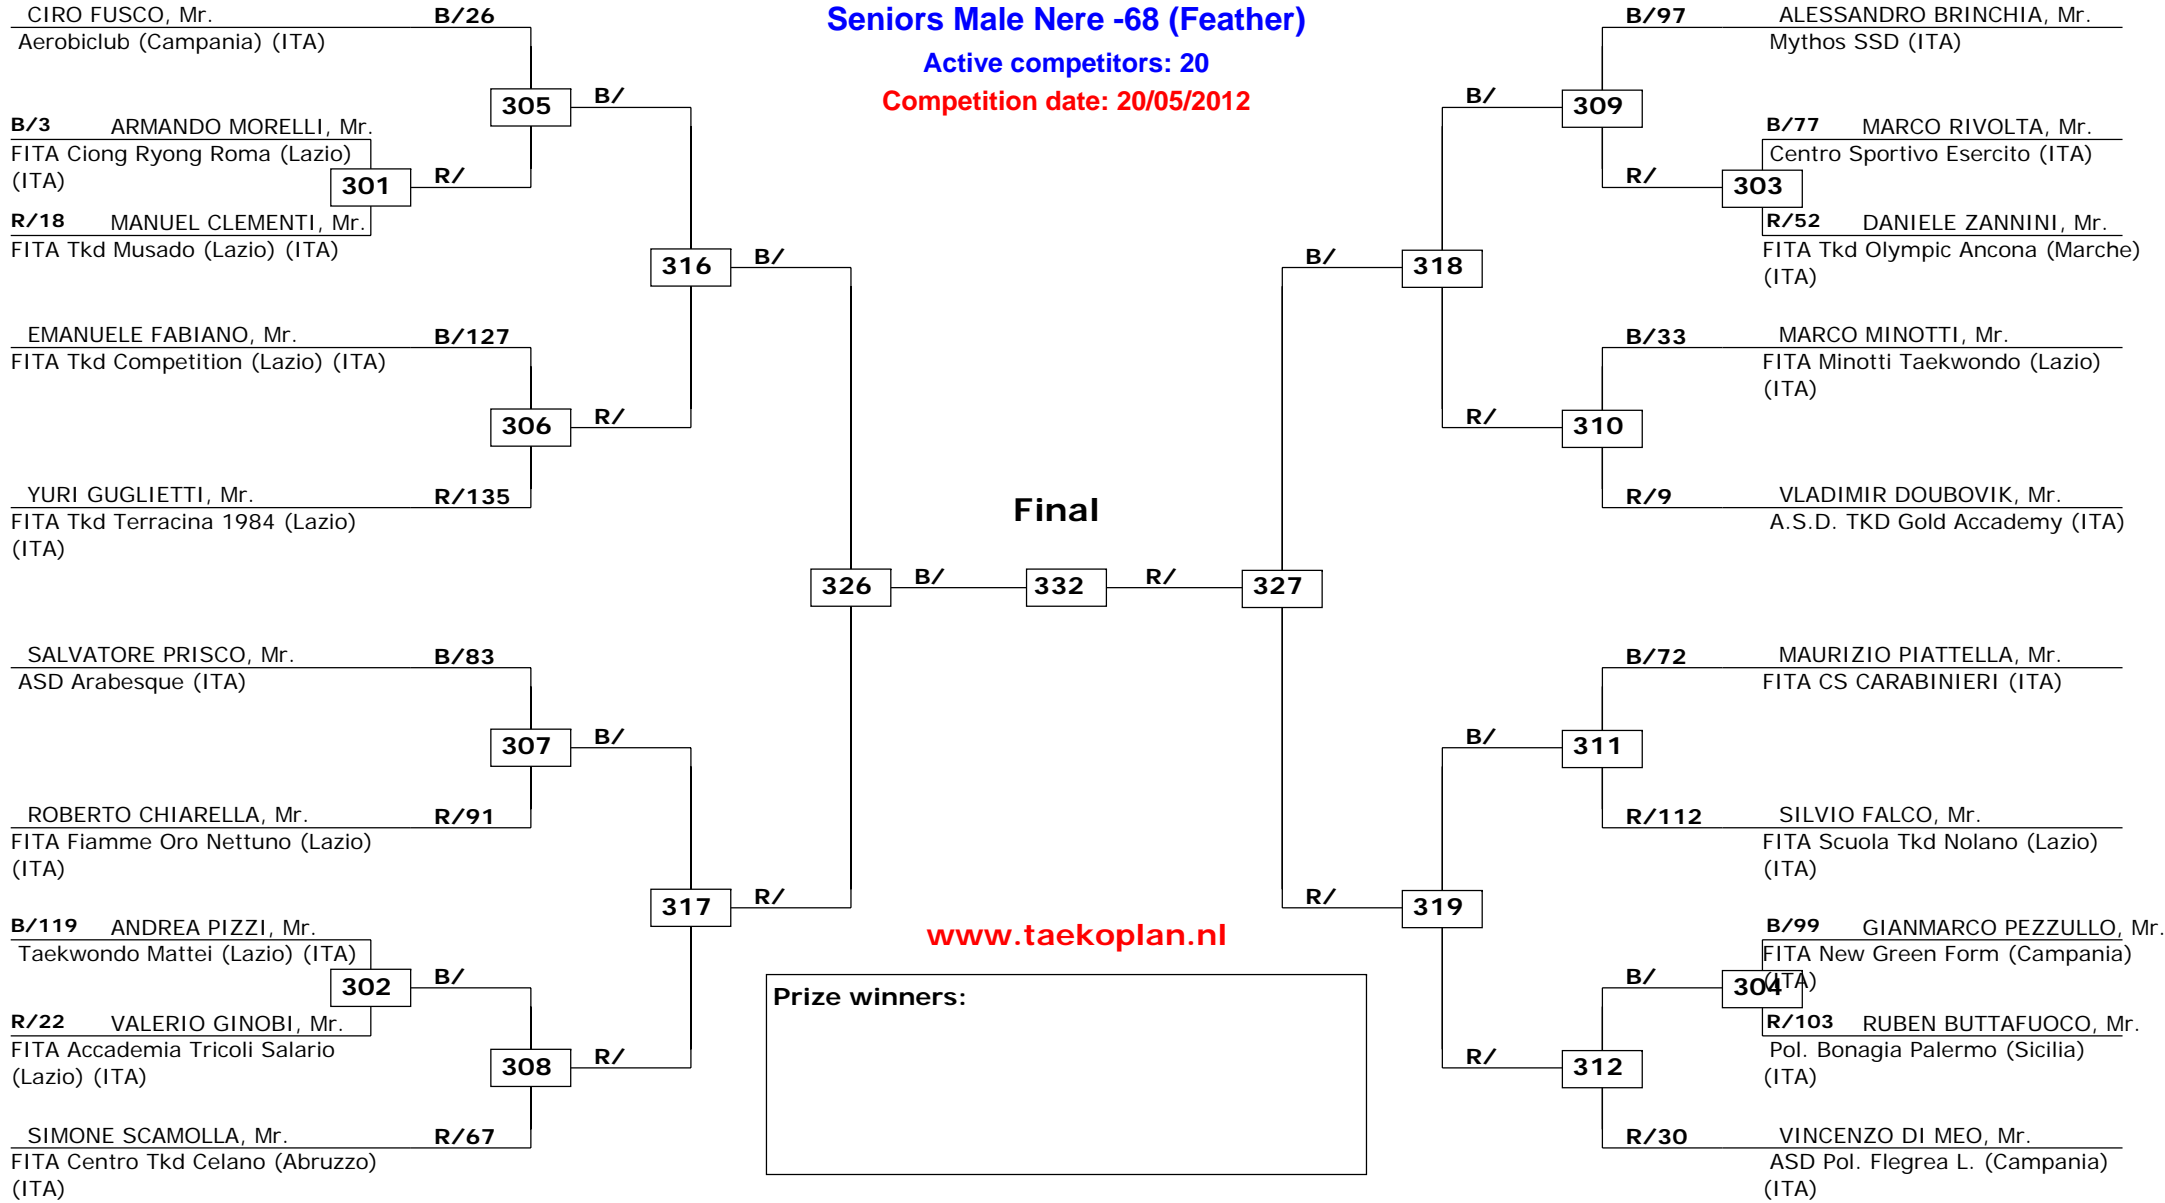 Seniors Male Nere -68 (Feather)
Active competitors: 20
Competition date: 20/05/2012
CIRO FUSCO, Mr. B/26
Aerobiclub (Campania) (ITA)
305 B/
B/3 ARMANDO MORELLI, Mr.
FITA Ciong Ryong Roma (Lazio)
(ITA)
301 R/
R/18 MANUEL CLEMENTI, Mr.
FITA Tkd Musado (Lazio) (ITA)
316 B/
EMANUELE FABIANO, Mr. B/127
FITA Tkd Competition (Lazio) (ITA)
306 R/
YURI GUGLIETTI, Mr. R/135
FITA Tkd Terracina 1984 (Lazio)
(ITA)
326 B/
SALVATORE PRISCO, Mr. B/83
ASD Arabesque (ITA)
307 B/
ROBERTO CHIARELLA, Mr. R/91
FITA Fiamme Oro Nettuno (Lazio)
(ITA)
317 R/
B/119 ANDREA PIZZI, Mr.
Taekwondo Mattei (Lazio) (ITA)
302 B/
R/22 VALERIO GINOBI, Mr.
FITA Accademia Tricoli Salario
(Lazio) (ITA)
308 R/
SIMONE SCAMOLLA, Mr. R/67
FITA Centro Tkd Celano (Abruzzo)
(ITA)
Final
332
R/ 327
B/97 ALESSANDRO BRINCHIA, Mr.
Mythos SSD (ITA)
B/ 309
B/77 MARCO RIVOLTA, Mr.
Centro Sportivo Esercito (ITA)
R/ 303
R/52 DANIELE ZANNINI, Mr.
FITA Tkd Olympic Ancona (Marche)
(ITA)
B/ 318
B/33 MARCO MINOTTI, Mr.
FITA Minotti Taekwondo (Lazio)
(ITA)
R/ 310
R/9 VLADIMIR DOUBOVIK, Mr.
A.S.D. TKD Gold Accademy (ITA)
B/72 MAURIZIO PIATTELLA, Mr.
FITA CS CARABINIERI (ITA)
B/ 311
R/112 SILVIO FALCO, Mr.
FITA Scuola Tkd Nolano (Lazio)
(ITA)
R/ 319
B/99 GIANMARCO PEZZULLO, Mr.
FITA New Green Form (Campania)
(ITA)
B/ 304
R/103 RUBEN BUTTAFUOCO, Mr.
Pol. Bonagia Palermo (Sicilia)
(ITA)
R/ 312
R/30 VINCENZO DI MEO, Mr.
ASD Pol. Flegrea L. (Campania)
(ITA)
www.taekoplan.nl
Prize winners: